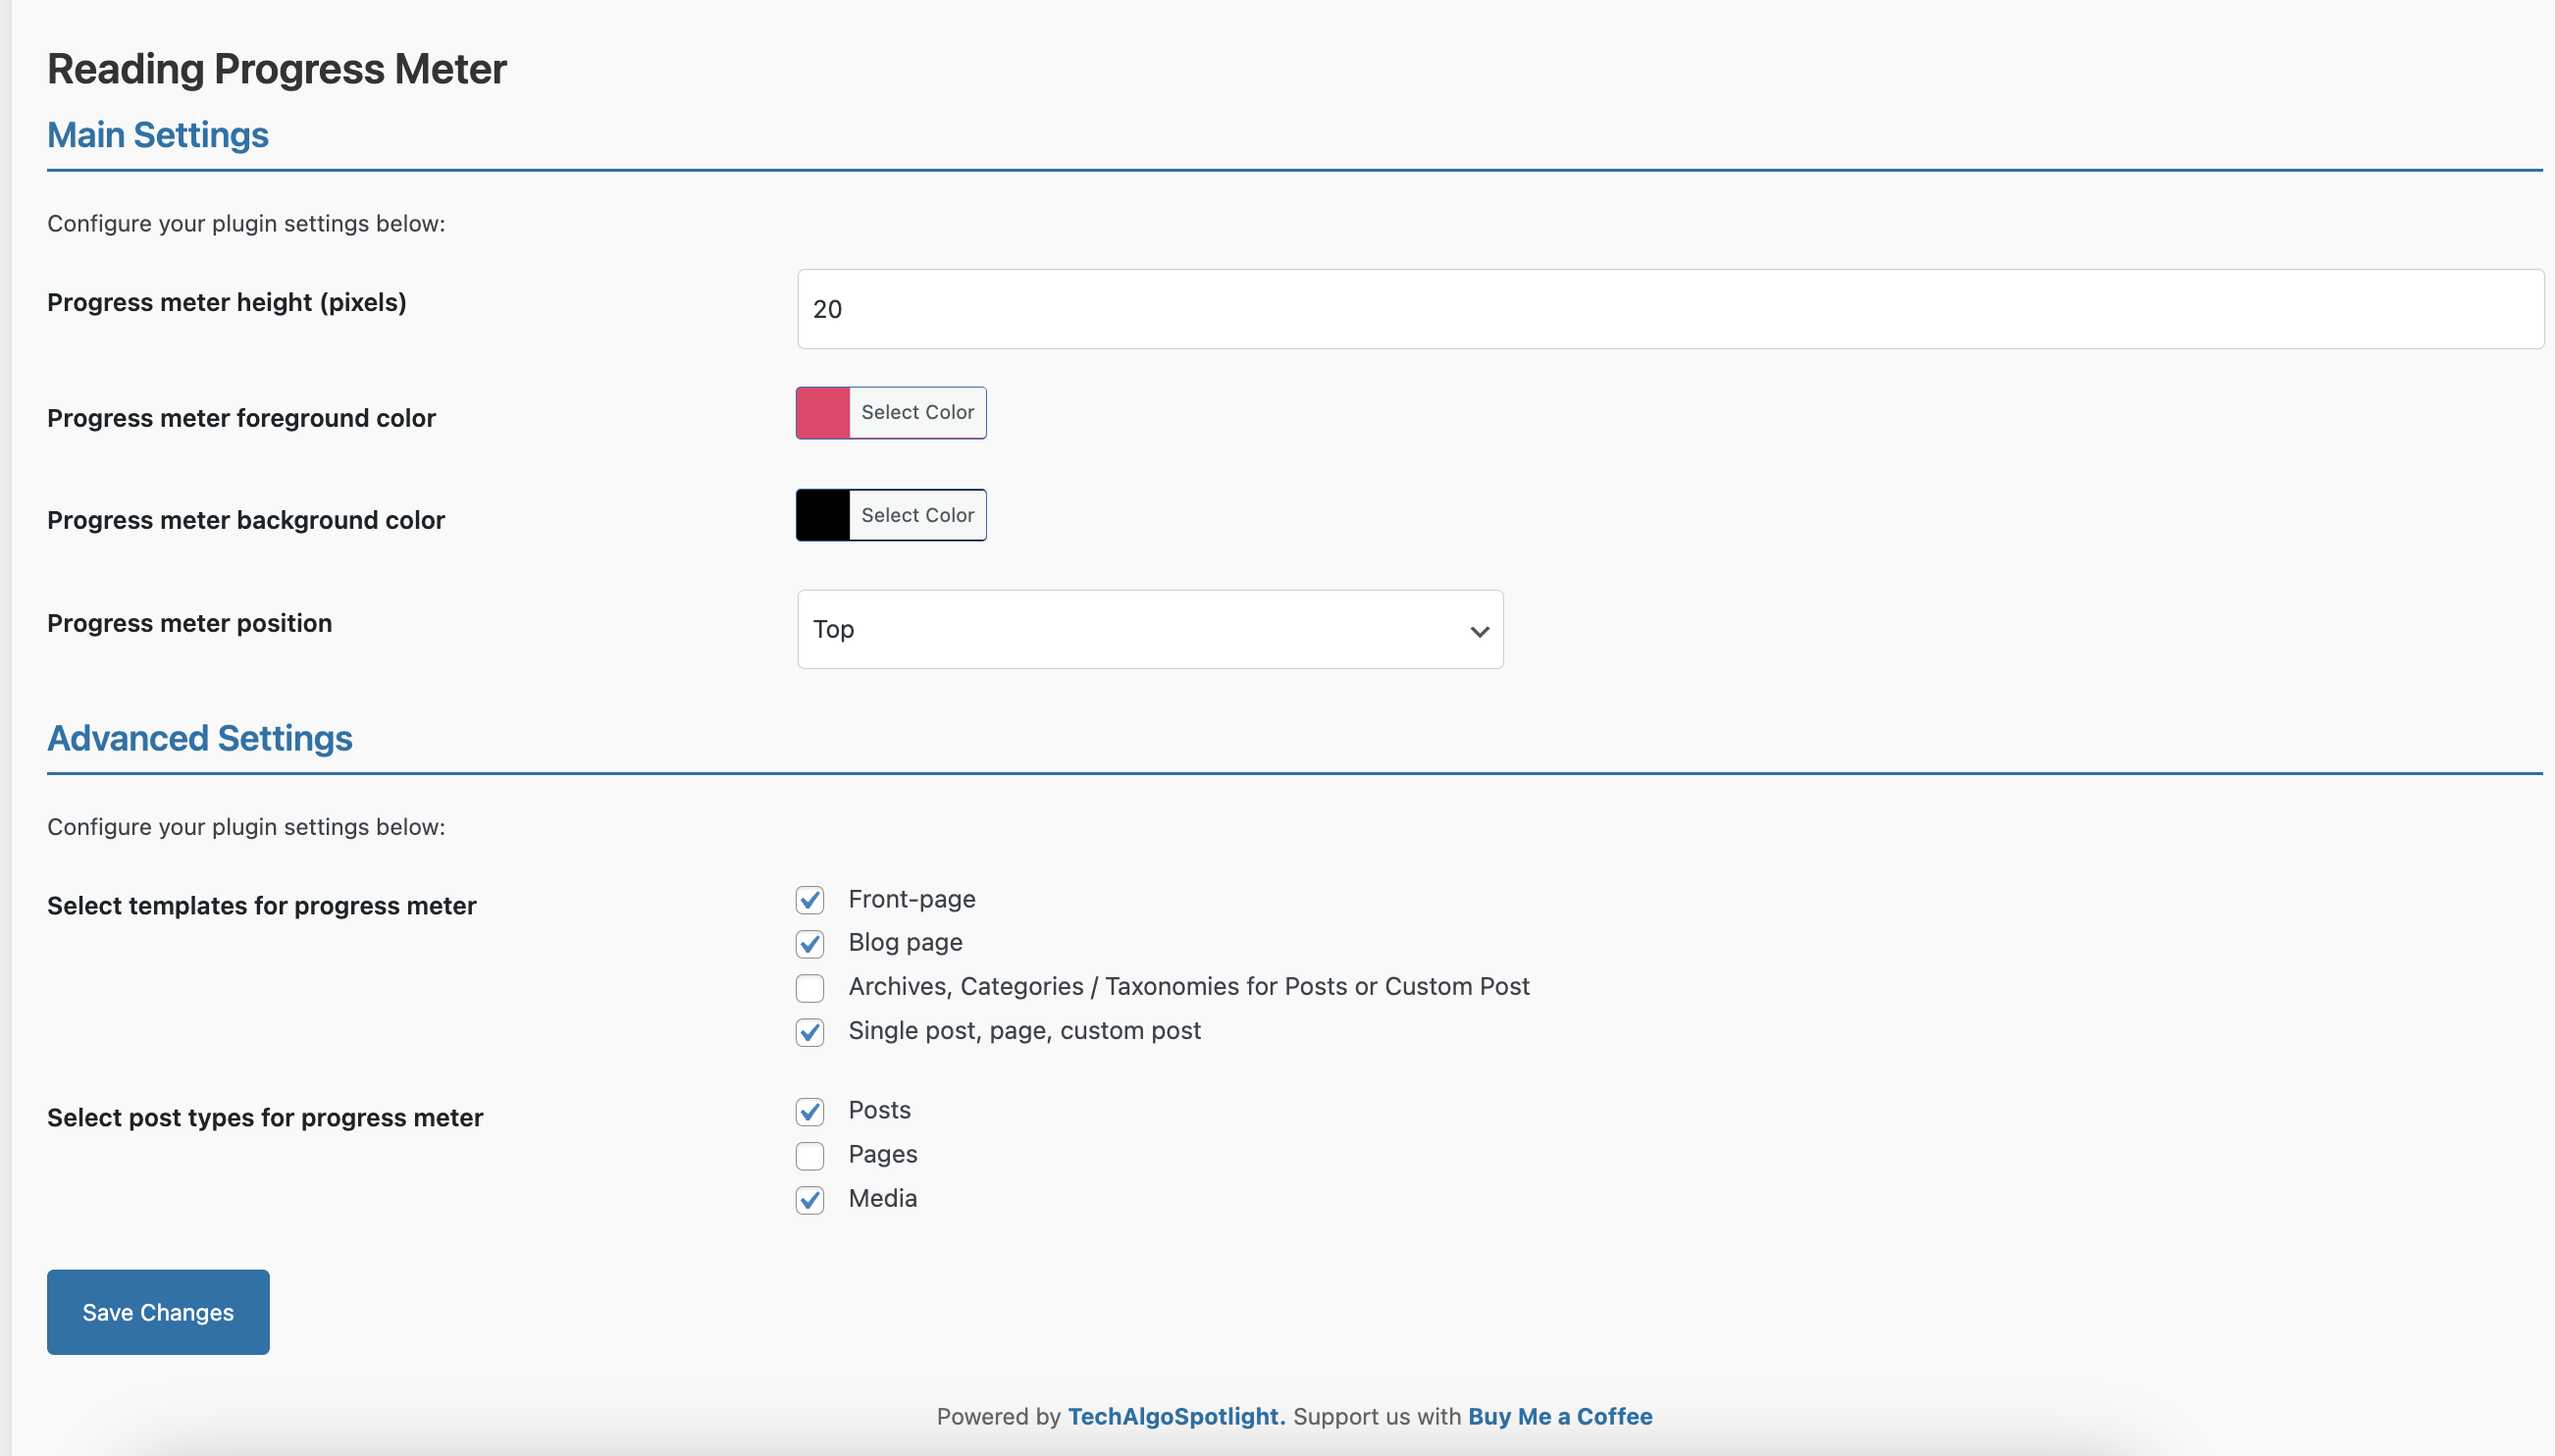 Reading Progress Meter
Main Settings
Configure your plugin settings below:
Progress meter height (pixels)
20
Progress meter foreground color
Select Color
Progress meter background color
Select Color
Progress meter position
Top
Advanced Settings
Configure your plugin settings below:
Select templates for progress meter
Front-page
Blog page
Archives, Categories / Taxonomies for Posts or Custom Post
Single post, page, custom post
Select post types for progress meter
Posts
Pages
Media
Save Changes
Powered by TechAlgoSpotlight. Support us with Buy Me a Coffee